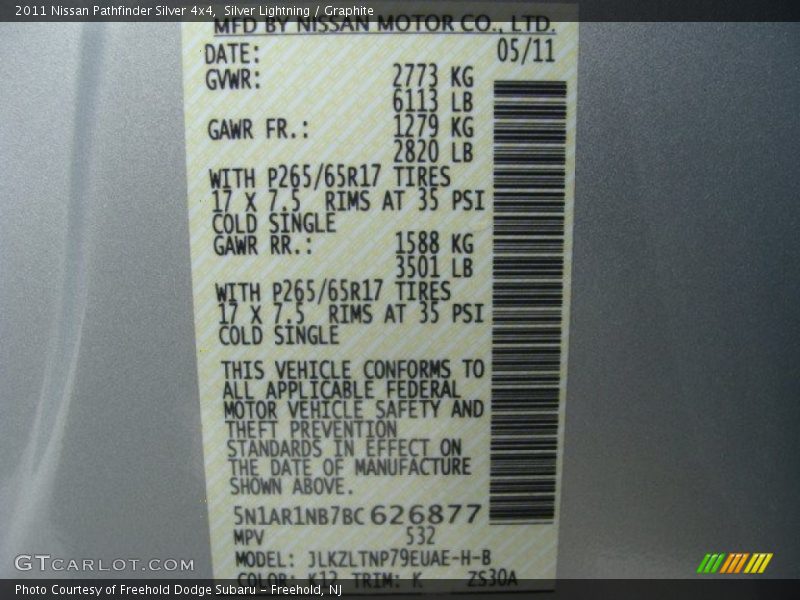 2011 Nissan Pathfinder Silver 4x4,  Silver Lightning / Graphite
MFD BY NISSAN MOTOR CO., LTD.
DATE: 05/11
GVWR: 2773 KG
6113 LB
GAWR FR.: 1279 KG
2820 LB
WITH P265/65R17 TIRES
17 X 7.5 RIMS AT 35 PSI
COLD SINGLE
GAWR RR.: 1588 KG
3501 LB
WITH P265/65R17 TIRES
17 X 7.5 RIMS AT 35 PSI
COLD SINGLE
THIS VEHICLE CONFORMS TO
ALL APPLICABLE FEDERAL
MOTOR VEHICLE SAFETY AND
THEFT PREVENTION
STANDARDS IN EFFECT ON
THE DATE OF MANUFACTURE
SHOWN ABOVE.
5N1AR1NB7BC626877
MPV 532
MODEL: JLKZLTNP79EUAE-H-B
COLOR: K12 TRIM: K ZS30A
GTCARLOT.COM
Photo Courtesy of Freehold Dodge Subaru - Freehold, NJ